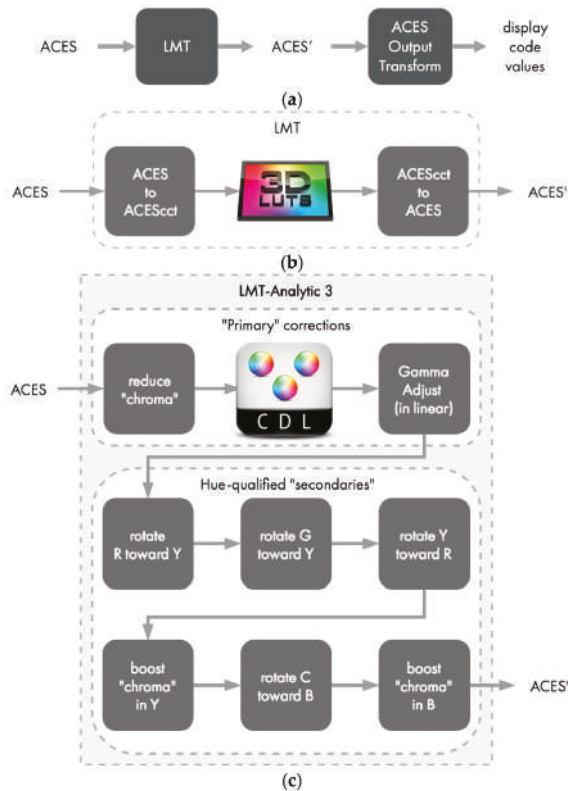 ACES
LMT
ACES'
ACES
Output
Transform
display
code
values
(a)
LMT
ACES
ACES
to
ACEScct
3D
LUTS
ACEScct
to
ACES
ACES'
(b)
LMT-Analytic 3
"Primary" corrections
ACES
reduce
"chroma"
C D L
Gamma
Adjust
(in linear)
Hue-qualified "secondaries"
rotate
R toward Y
rotate G
toward Y
rotate Y
toward R
boost
"chroma"
in Y
rotate C
toward B
boost
"chroma"
in B
ACES'
(c)